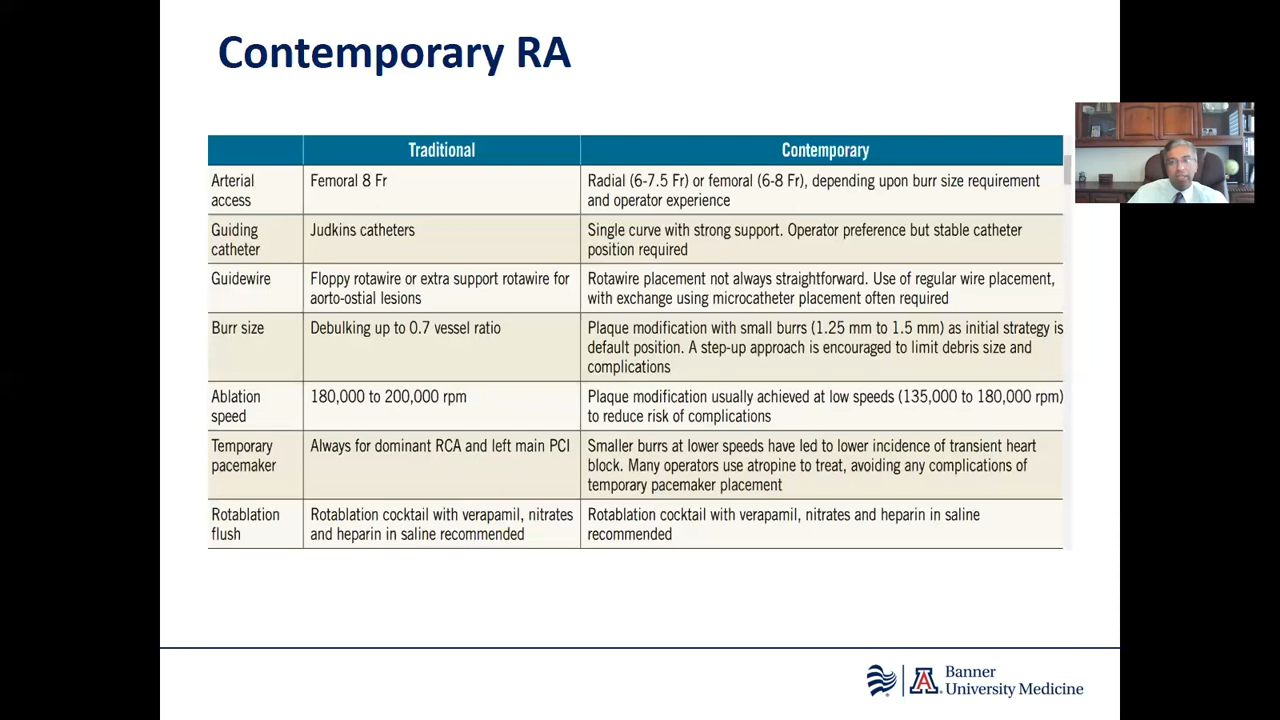 Contemporary RA
Traditional
Contemporary
Arterial
access
Femoral 8 Fr
Radial (6-7.5 Fr) or femoral (6-8 Fr), depending upon burr size requirement
and operator experience
Guiding
catheter
Judkins catheters
Single curve with strong support. Operator preference but stable catheter
position required
Guidewire
Floppy rotawire or extra support rotawire for
aorto-ostial lesions
Rotawire placement not always straightforward. Use of regular wire placement,
with exchange using microcatheter placement often required
Burr size
Debulking up to 0.7 vessel ratio
Plaque modification with small burrs (1.25 mm to 1.5 mm) as initial strategy is
default position. A step-up approach is encouraged to limit debris size and
complications
Ablation
speed
180,000 to 200,000 rpm
Plaque modification usually achieved at low speeds (135,000 to 180,000 rpm)
to reduce risk of complications
Temporary
pacemaker
Always for dominant RCA and left main PCI
Smaller burrs at lower speeds have led to lower incidence of transient heart
block. Many operators use atropine to treat, avoiding any complications of
temporary pacemaker placement
Rotablation
flush
Rotablation cocktail with verapamil, nitrates
and heparin in saline recommended
Rotablation cocktail with verapamil, nitrates and heparin in saline
recommended
A
Banner
University Medicine